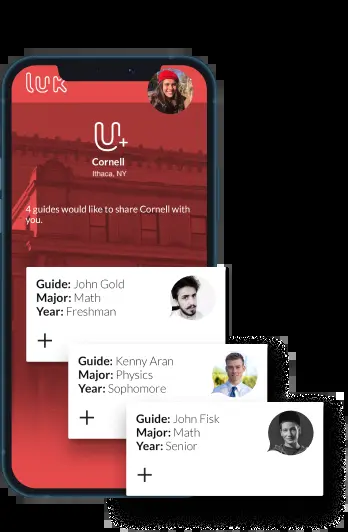 luk
U+
Cornell
Ithaca, NY
4 guides would like to share Cornell with
you.
Guide: John Gold
Major: Math
Year: Freshman
+
Guide: Kenny Aran
Major: Physics
Year: Sophomore
+
Guide: John Fisk
Major: Math
Year: Senior
+